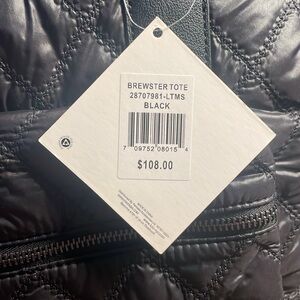 BREWSTER TOTE
28707981-LTMS
BLACK
7 09752 08015 4
$108.00